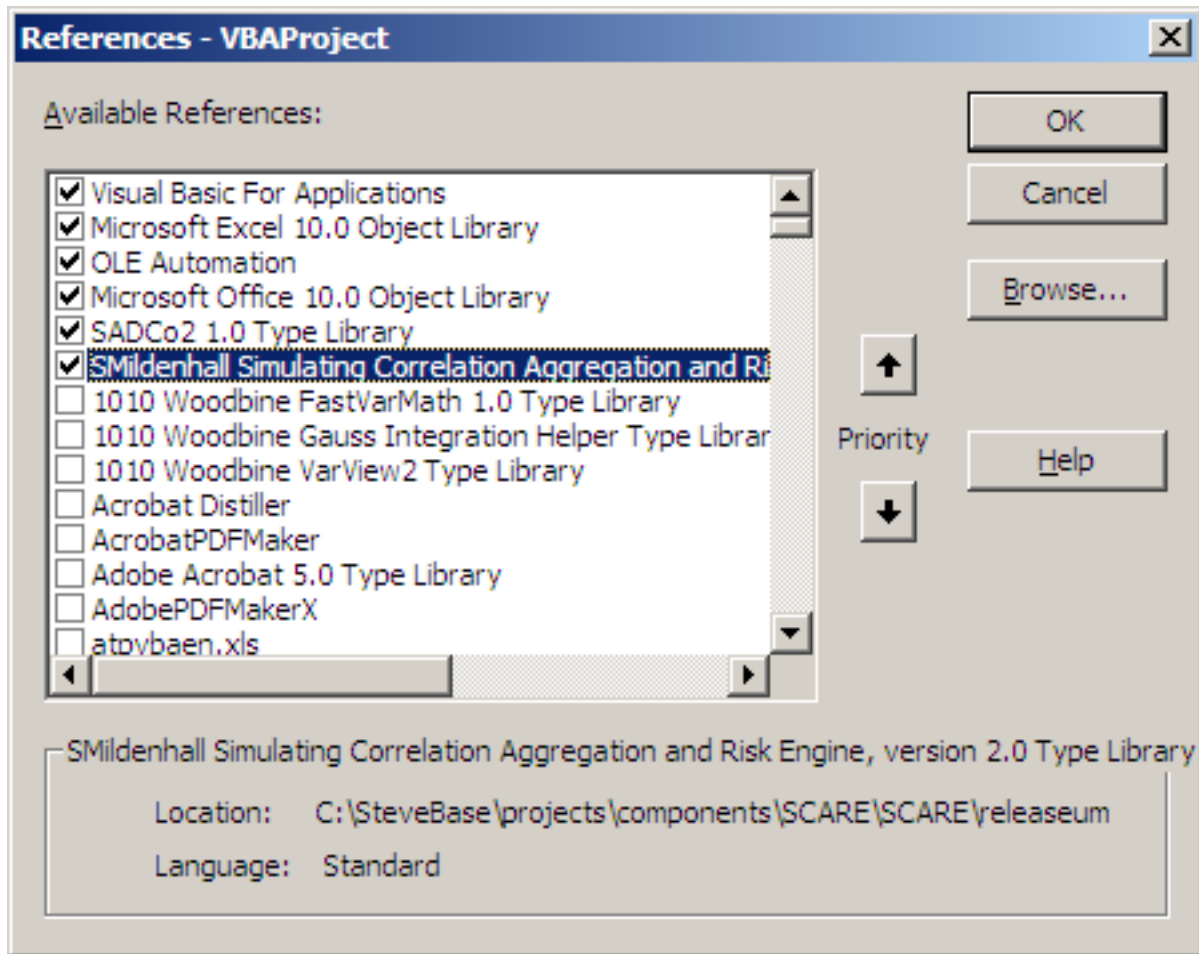 References - VBAProject
Available References:
OK
Cancel
Browse...
Visual Basic For Applications
Microsoft Excel 10.0 Object Library
OLE Automation
Microsoft Office 10.0 Object Library
SADCo2 1.0 Type Library
SMildenhall Simulating Correlation Aggregation and Ri
1010 Woodbine FastVarMath 1.0 Type Library
1010 Woodbine Gauss Integration Helper Type Librar
1010 Woodbine VarView2 Type Library
Acrobat Distiller
AcrobatPDFMaker
Adobe Acrobat 5.0 Type Library
AdobePDFMakerX
atpvbaen.xls
Priority
Help
SMildenhall Simulating Correlation Aggregation and Risk Engine, version 2.0 Type Library
Location: C:\SteveBase\projects\components\SCARE\SCARE\releaseum
Language: Standard